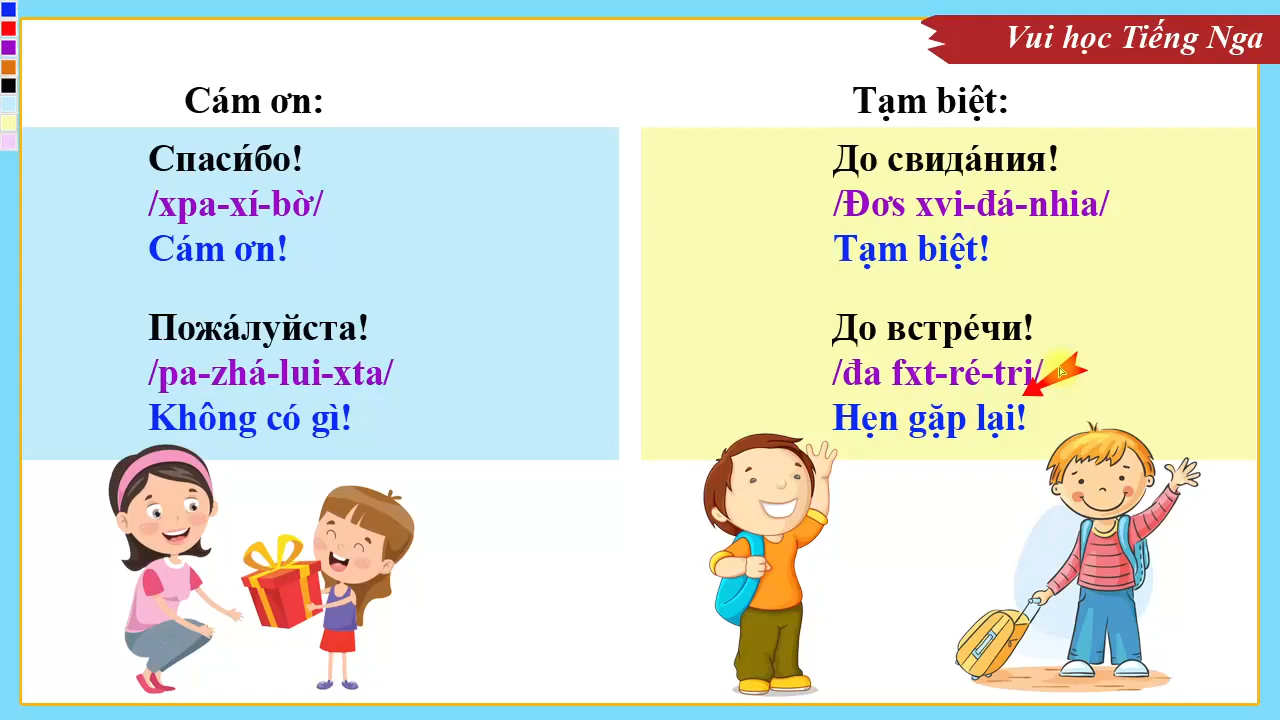 Vui học Tiếng Nga
Cám ơn:
Спаси́бо!
/xpa-xí-bờ/
Cám ơn!
Пожа́луйста!
/pa-zhá-lui-xta/
Không có gì!
Tạm biệt:
До свида́ния!
/Đơs xvi-đá-nhia/
Tạm biệt!
До встре́чи!
/đa fxt-ré-tri/
Hẹn gặp lại!